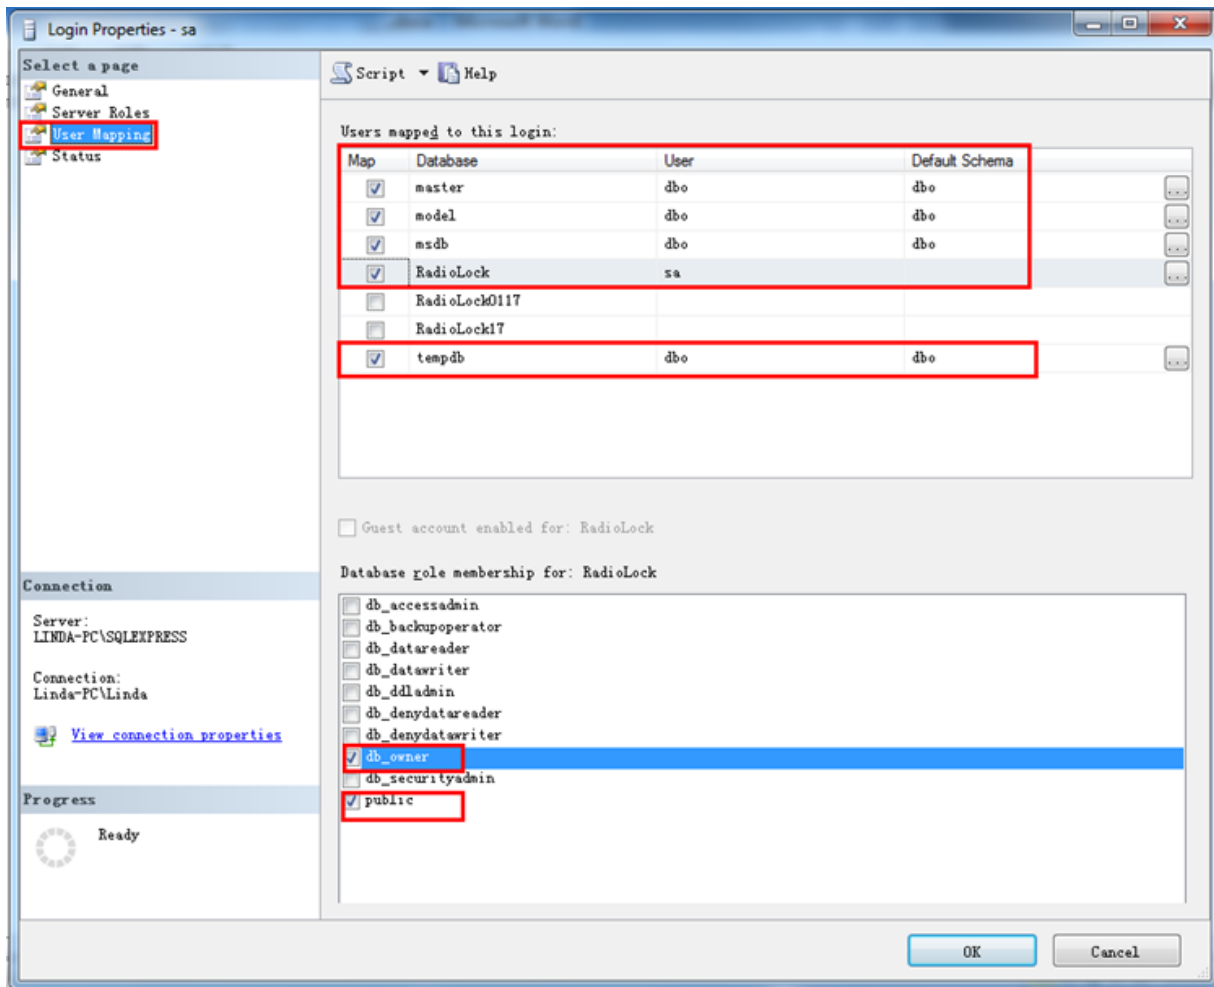 Login Properties - sa
Select a page
General
Server Roles
User Mapping
Status
Script Help
Users mapped to this login:
Map Database User Default Schema
master dbo dbo
...
model dbo dbo
...
msdb dbo dbo
...
RadioLock sa
...
RadioLock0117
RadioLock17
tempdb dbo dbo
...
Guest account enabled for: RadioLock
Database role membership for: RadioLock
db_accessadmin
db_backupoperator
db_datareader
db_datawriter
db_ddladmin
db_denydatareader
db_denydatawriter
db_owner
db_securityadmin
public
Connection
Server:
LINDA-PC\SQLEXPRESS
Connection:
Linda-PC\Linda
View connection properties
Progress
Ready
OK Cancel